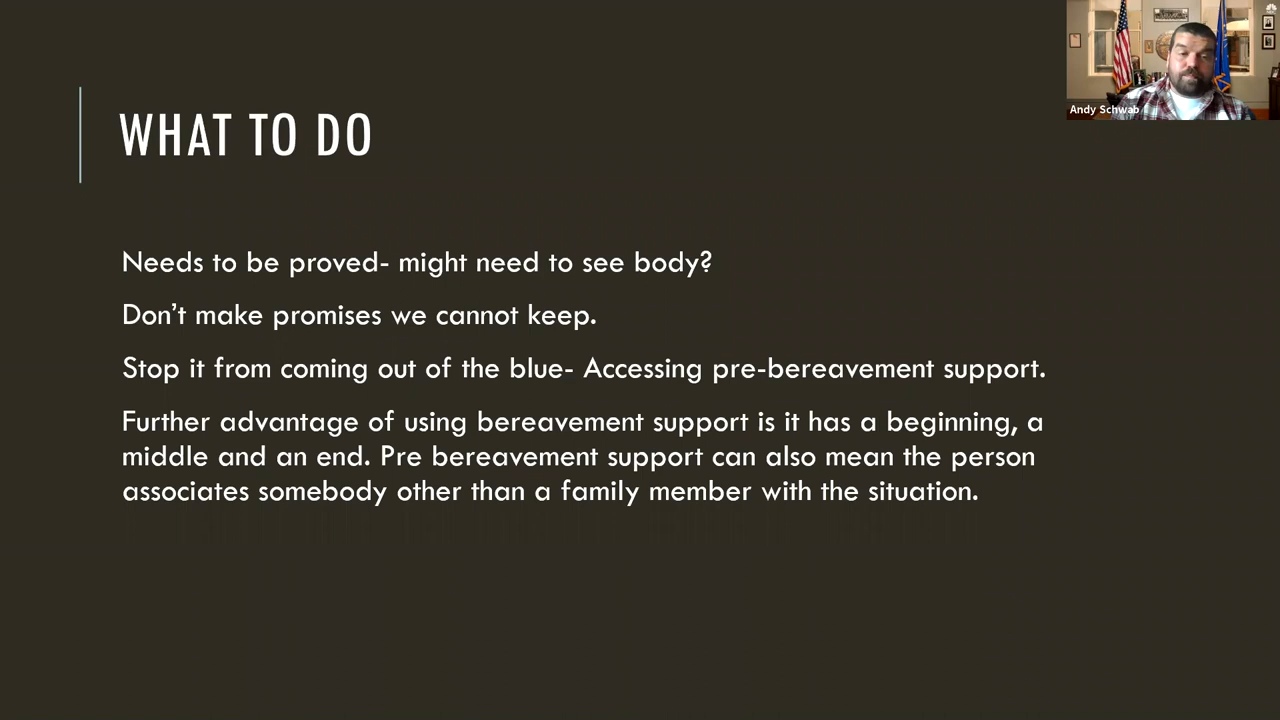 WHAT TO DO
Andy Schwab
Needs to be proved- might need to see body?
Don't make promises we cannot keep.
Stop it from coming out of the blue- Accessing pre-bereavement support.
Further advantage of using bereavement support is it has a beginning, a
middle and an end. Pre bereavement support can also mean the person
associates somebody other than a family member with the situation.